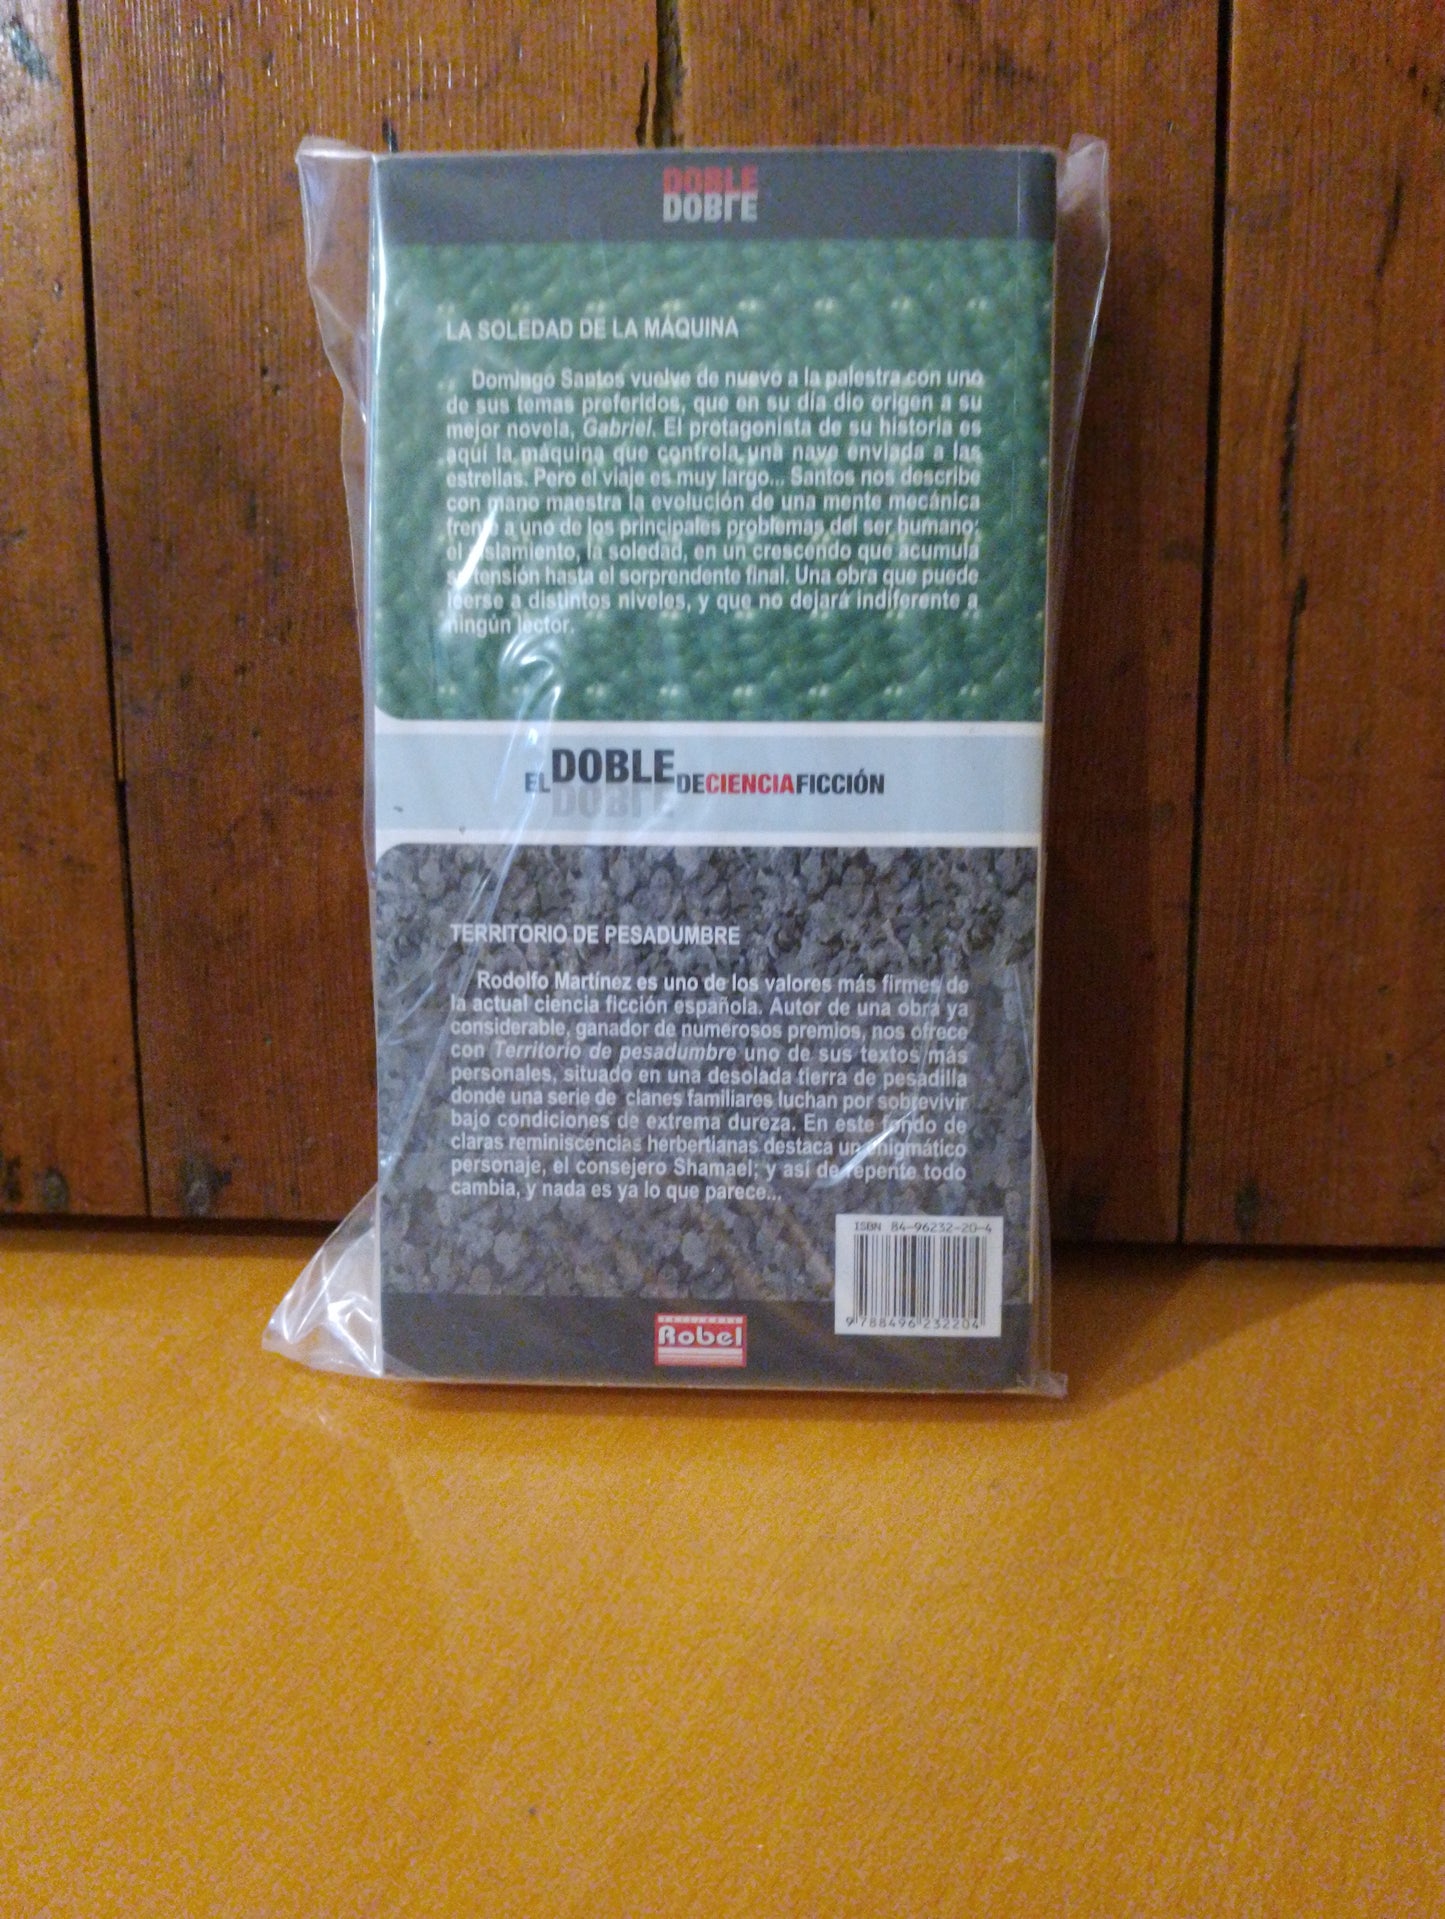 DOBLE
DOBLE
LA SOLEDAD DE LA MÁQUINA
Domingo Santos vuelve de nuevo a la palestra con uno
de sus temas preferidos, que en su día dio origen a su
mejor novela, Gabriel. El protagonista de su historia es
aquí la máquina que controla una nave enviada a las
estrellas. Pero el viaje es muy largo... Santos nos describe
con mano maestra la evolución de una mente mecánica
frente a uno de los principales problemas del ser humano:
el aislamiento, la soledad, en un crescendo que acumula
su tensión hasta el sorprendente final. Una obra que puede
leerse a distintos niveles, y que no dejará indiferente a
ningún lector.
EL DOBLE DE CIENCIA FICCIÓN
DOBLE
TERRITORIO DE PESADUMBRE
Rodolfo Martínez es uno de los valores más firmes de
la actual ciencia ficción española. Autor de una obra ya
considerable, ganador de numerosos premios, nos ofrece
con Territorio de pesadumbre uno de sus textos más
personales, situado en una desolada tierra de pesadilla
donde una serie de clanes familiares luchan por sobrevivir
bajo condiciones de extrema dureza. En este fondo de
claras reminiscencias herbertianas destaca un enigmático
personaje, el consejero Shamael; y así de repente todo
cambia, y nada es ya lo que parece...
ISBN 84-96232-20-4
9 788496 232204
EDICIONES
Robel